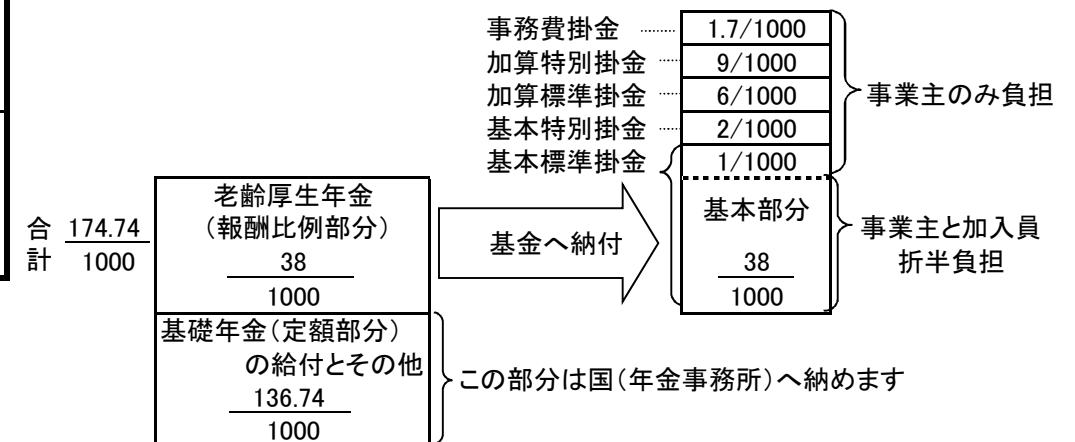 事務費掛金 ……… 1.7/1000
加算特別掛金 …… 9/1000
加算標準掛金 …… 6/1000
基本特別掛金 …… 2/1000
基本標準掛金 1/1000
事業主のみ負担
合計 174.74
1000
老齢厚生年金
(報酬比例部分)
38
1000
基金へ納付
基本部分
38
1000
事業主と加入員
折半負担
基礎年金(定額部分)
の給付とその他
136.74
1000
この部分は国(年金事務所)へ納めます